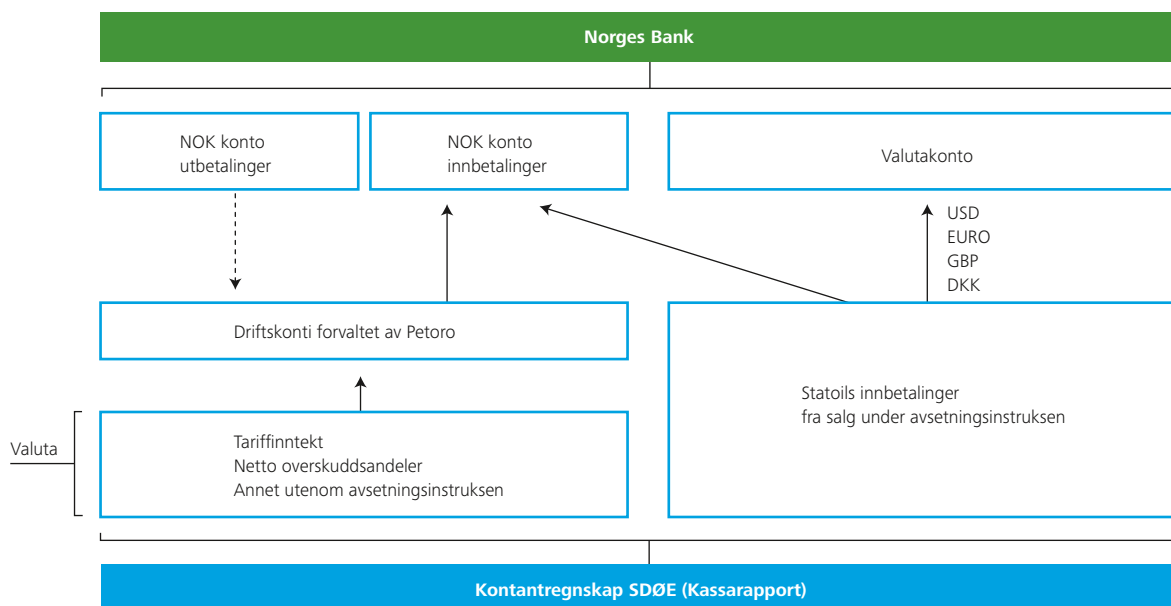 Norges Bank
NOK konto
utbetalinger
NOK konto
innbetalinger
Valutakonto
USD
EURO
GBP
DKK
Driftskonti forvaltet av Petoro
Statoils innbetalinger
fra salg under avsetningsinstruksen
Valuta
Tariffinntekt
Netto overskuddsandeler
Annet utenom avsetningsinstruksen
Kontantregnskap SDØE (Kassarapport)